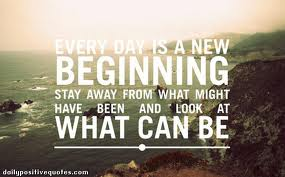 EVERY DAY IS A NEW
BEGINNING
STAY AWAY FROM WHAT MIGHT
HAVE BEEN AND LOOK AT
WHAT CAN BE
dailypositivequotes.com